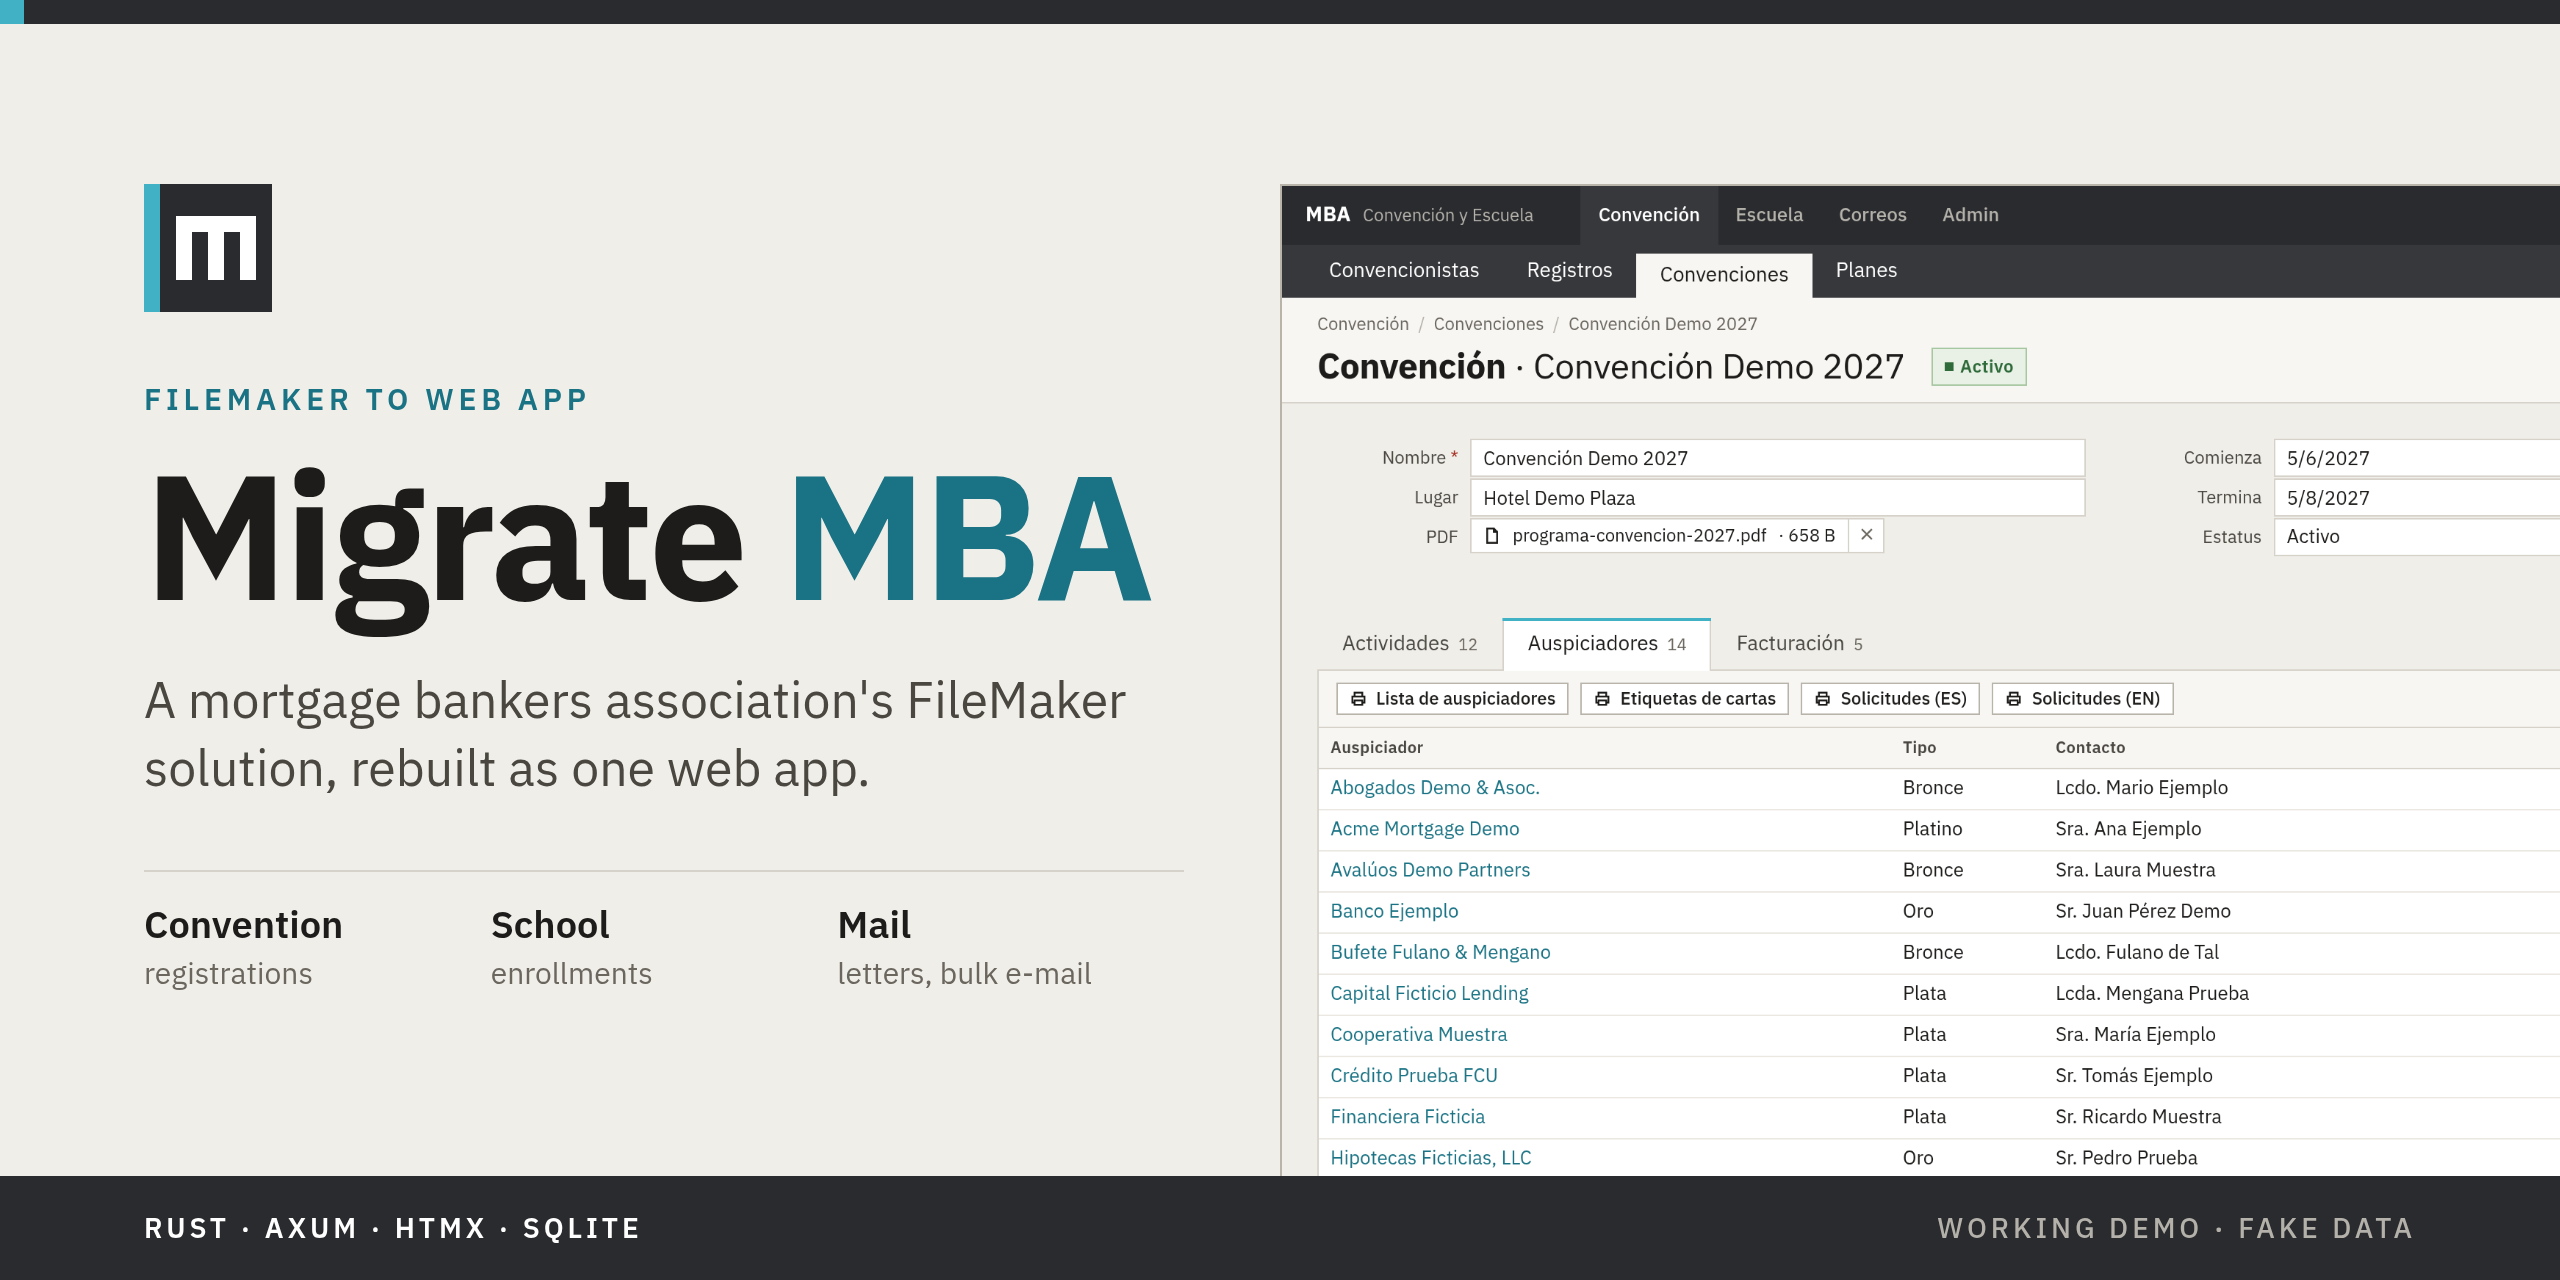 m
FILEMAKER TO WEB APP
Migrate MBA
A mortgage bankers association's FileMaker
solution, rebuilt as one web app.
Convention School Mail
registrations enrollments letters, bulk e-mail
MBA Convención y Escuela Convención Escuela Correos Admin
Convencionistas Registros Convenciones Planes
Convención / Convenciones / Convención Demo 2027
Convención · Convención Demo 2027 Activo
Nombre * Convención Demo 2027 Comienza 5/6/2027
Lugar Hotel Demo Plaza Termina 5/8/2027
PDF programa-convencion-2027.pdf · 658 B × Estatus Activo
Actividades 12 Auspiciadores 14 Facturación 5
Lista de auspiciadores Etiquetas de cartas Solicitudes (ES) Solicitudes (EN)
Auspiciador Tipo Contacto
Abogados Demo & Asoc. Bronce Lcdo. Mario Ejemplo
Acme Mortgage Demo Platino Sra. Ana Ejemplo
Avalúos Demo Partners Bronce Sra. Laura Muestra
Banco Ejemplo Oro Sr. Juan Pérez Demo
Bufete Fulano & Mengano Bronce Lcdo. Fulano de Tal
Capital Ficticio Lending Plata Lcda. Mengana Prueba
Cooperativa Muestra Plata Sra. María Ejemplo
Crédito Prueba FCU Plata Sr. Tomás Ejemplo
Financiera Ficticia Plata Sr. Ricardo Muestra
Hipotecas Ficticias, LLC Oro Sr. Pedro Prueba
RUST · AXUM · HTMX · SQLITE
WORKING DEMO · FAKE DATA